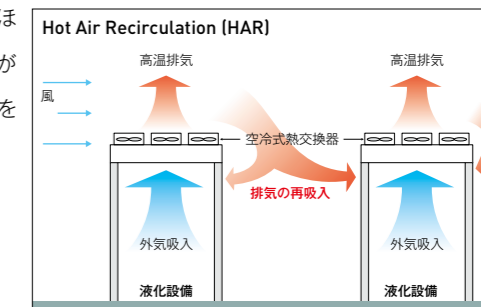 ほ
が
を
Hot Air Recirculation (HAR)
高温排気
高温排気
風
空冷式熱交換器
排気の再吸入
外気吸入
外気吸入
液化設備
液化設備